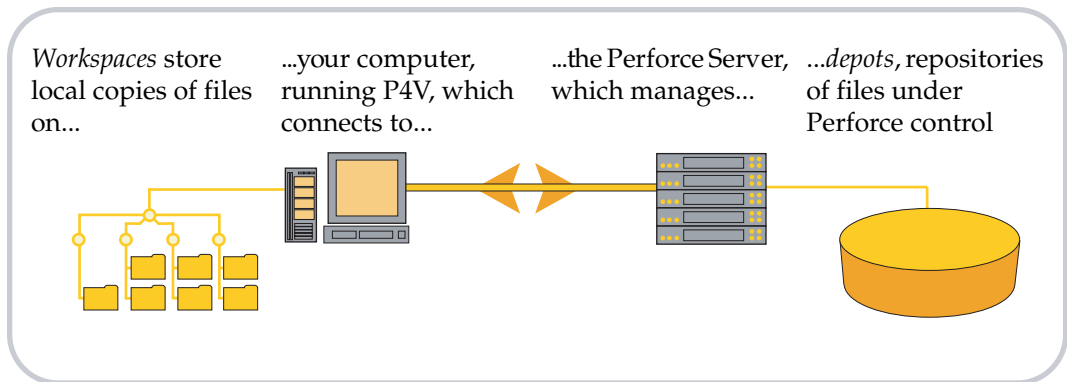 Workspaces store
local copies of files
on...
...your computer,
running P4V, which
connects to...
...the Perforce Server,
which manages...
...depots, repositories
of files under
Perforce control